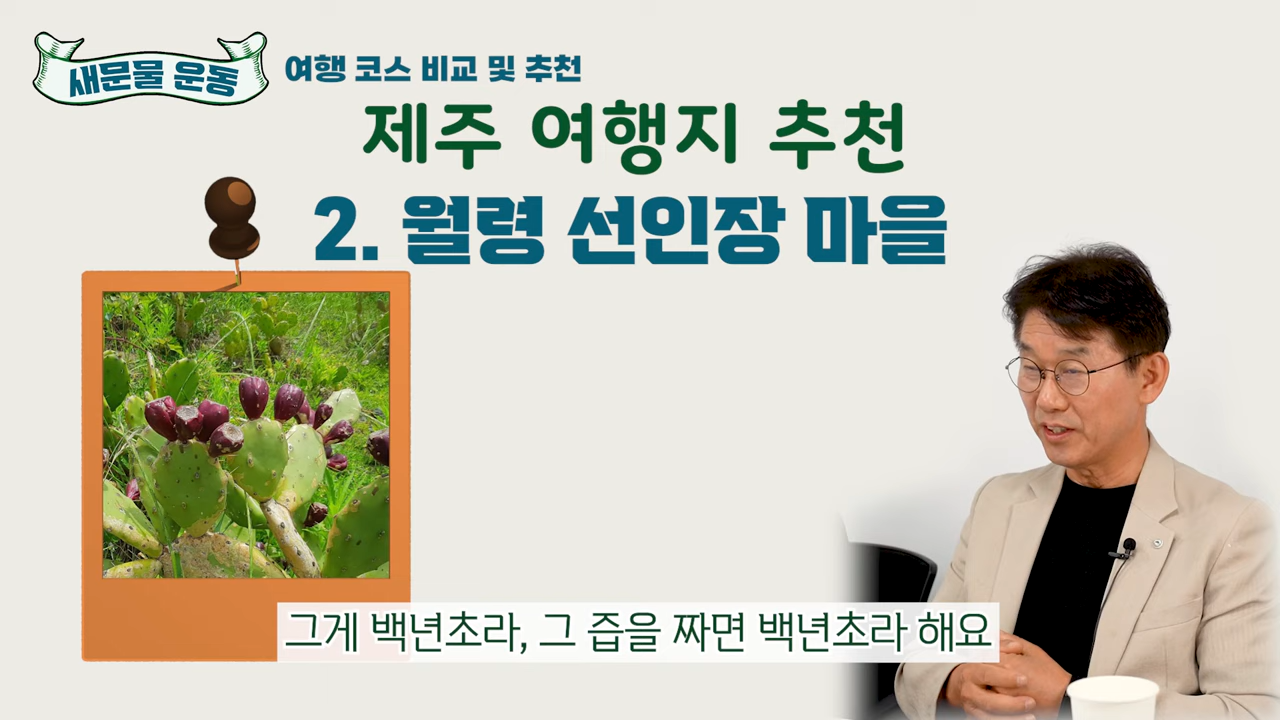 새문물 운동
여행 코스 비교 및 추천
제주 여행지 추천
2. 월령 선인장 마을
그게 백년초라, 그 즙을 짜면 백년초라 해요